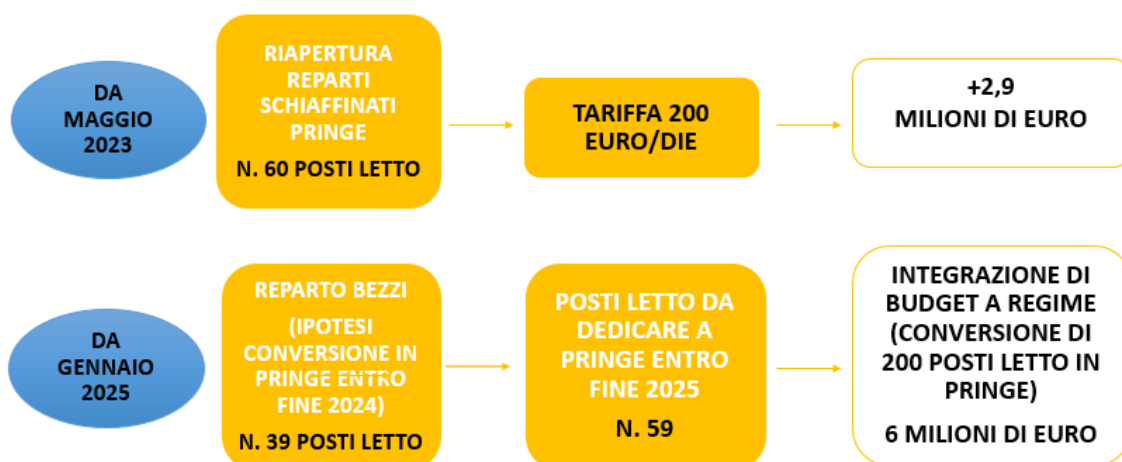 DA
MAGGIO
2023
RIAPERTURA
REPARTI
SCHIAFFINATI
PRINGE
N. 60 POSTI LETTO
TARIFFA 200
EURO/DIE
+2,9
MILIONI DI EURO
DA
GENNAIO
2025
REPARTO BEZZI
(IPOTESI
CONVERSIONE IN
PRINGE ENTRO
FINE 2024)
N. 39 POSTI LETTO
POSTI LETTO DA
DEDICARE A
PRINGE ENTRO
FINE 2025
N. 59
INTEGRAZIONE DI
BUDGET A REGIME
(CONVERSIONE DI
200 POSTI LETTO IN
PRINGE)
6 MILIONI DI EURO